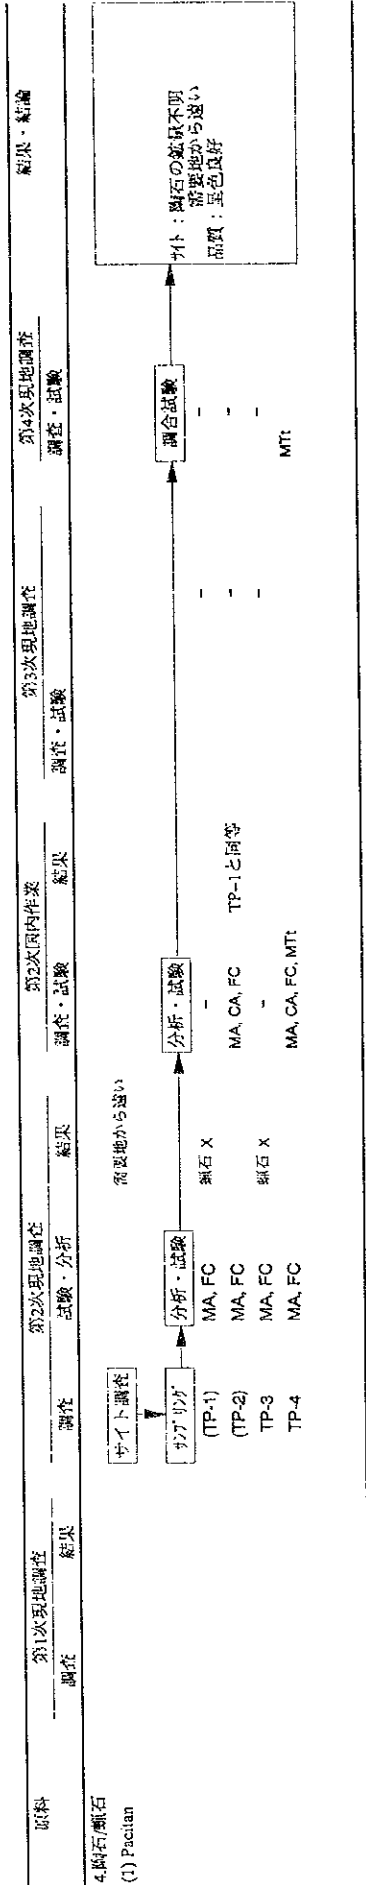 原料
第1次現地調査
調査
結果
第2次現地調査
調査
試験・分析
結果
第2次国内作業
調査・試験
結果
第3次現地調査
調査・試験
第4次現地調査
調査・試験
結果・結論
4.陶石/蝋石
(1) Pacitan
サイト調査
需要地から遠い
サンプリング
分析・試験
分析・試験
調合試験
サイト：陶石の鉱量不明
需要地から遠い
品質：呈色良好
(TP-1) MA, FC 蝋石 X - - -
(TP-2) MA, FC MA, CA, FC TP-1と同等 - -
TP-3 MA, FC 蝋石 X - - -
TP-4 MA, FC MA, CA, FC, MTt MTt